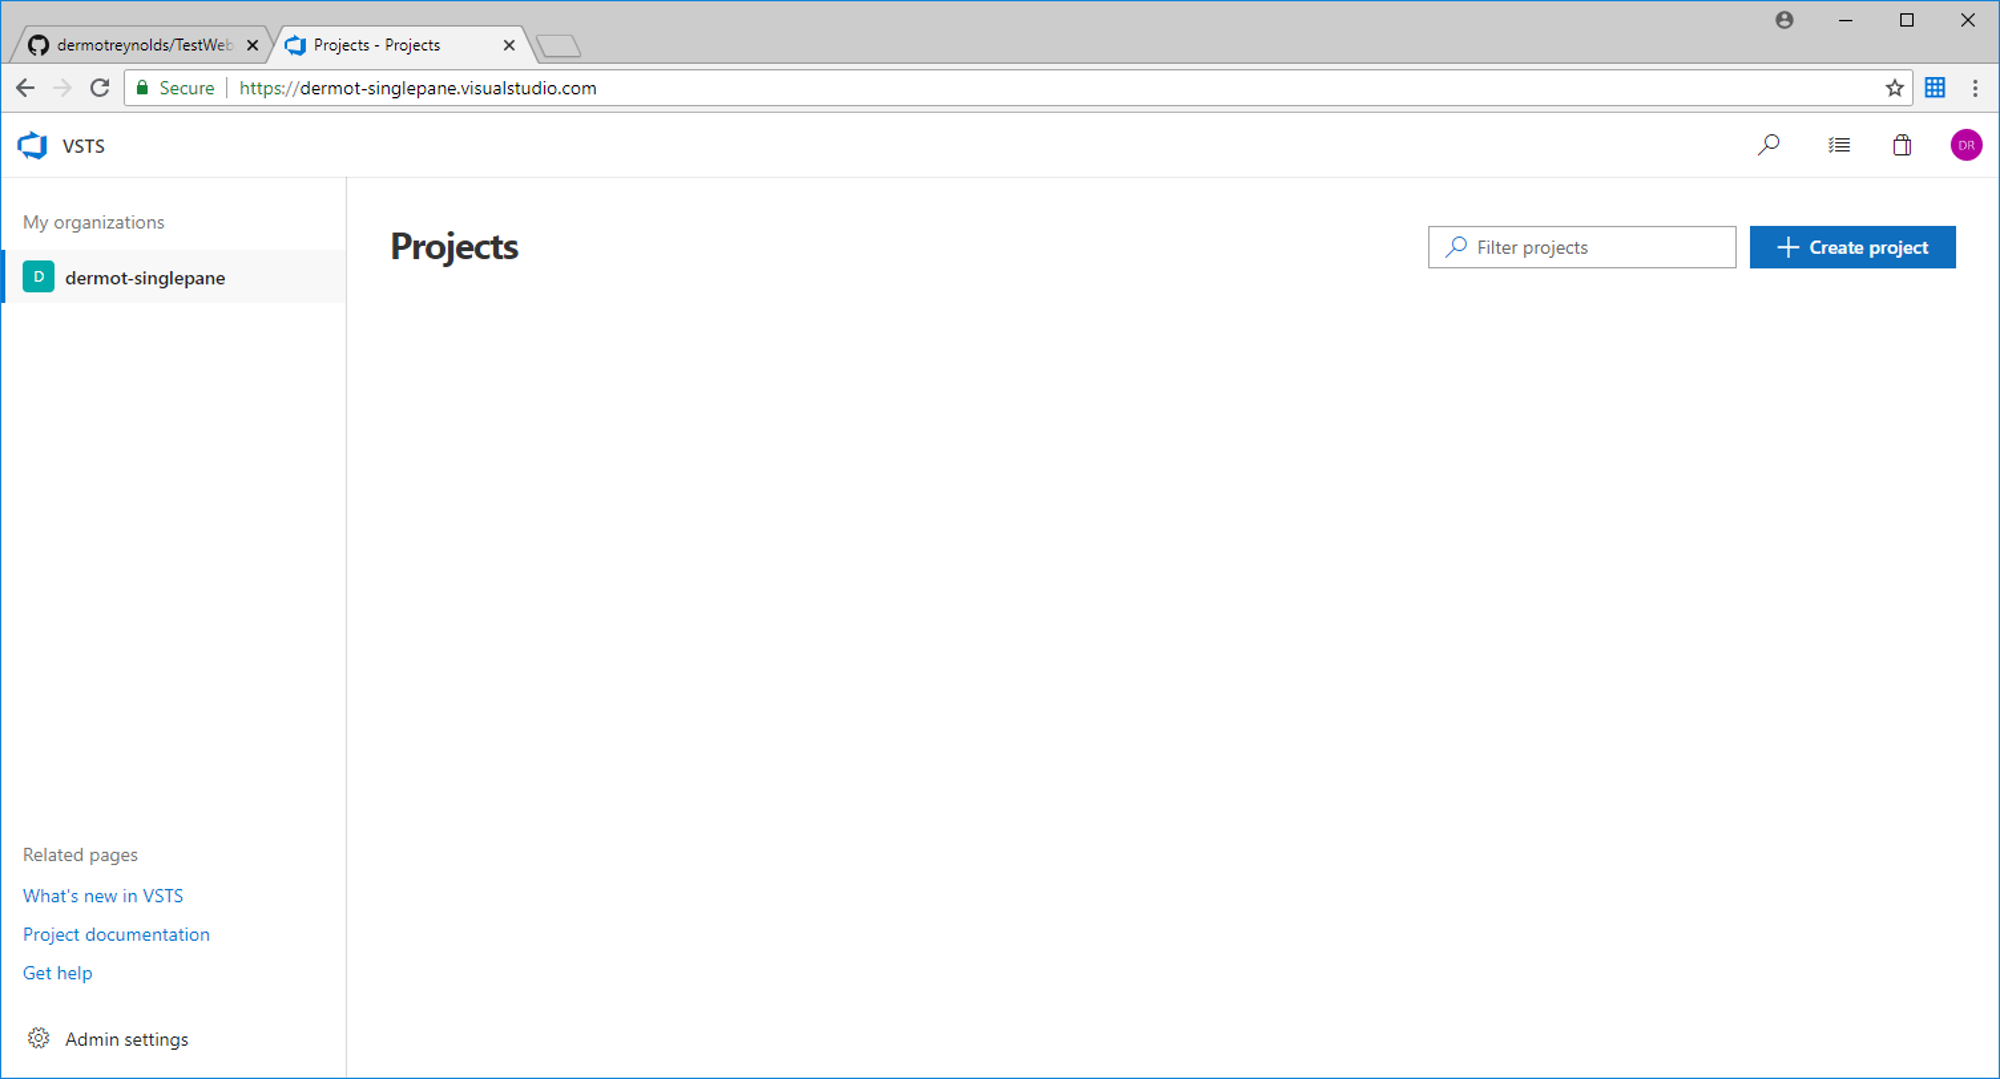 dermotreynolds/TestWeb
Projects - Projects
Secure
https://dermot-singlepane.visualstudio.com
VSTS
DR
My organizations
D
dermot-singlepane
Projects
Filter projects
Create project
Related pages
What's new in VSTS
Project documentation
Get help
Admin settings